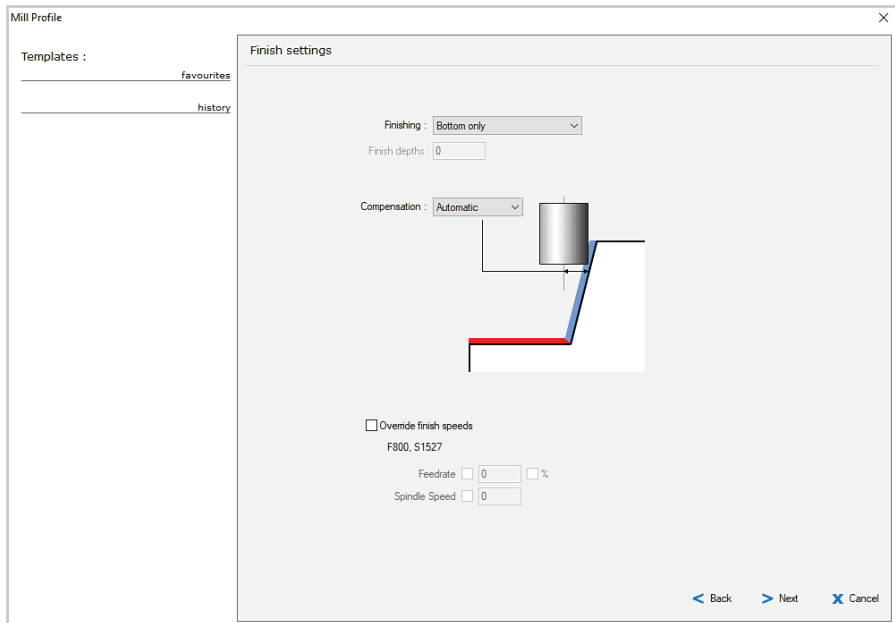 Mill Profile
Templates :
favourites
history
Finish settings
Finishing : Bottom only
Finish depths : 0
Compensation : Automatic
Override finish speeds
F800, S1527
Feedrate 0 %
Spindle Speed 0
Back Next Cancel